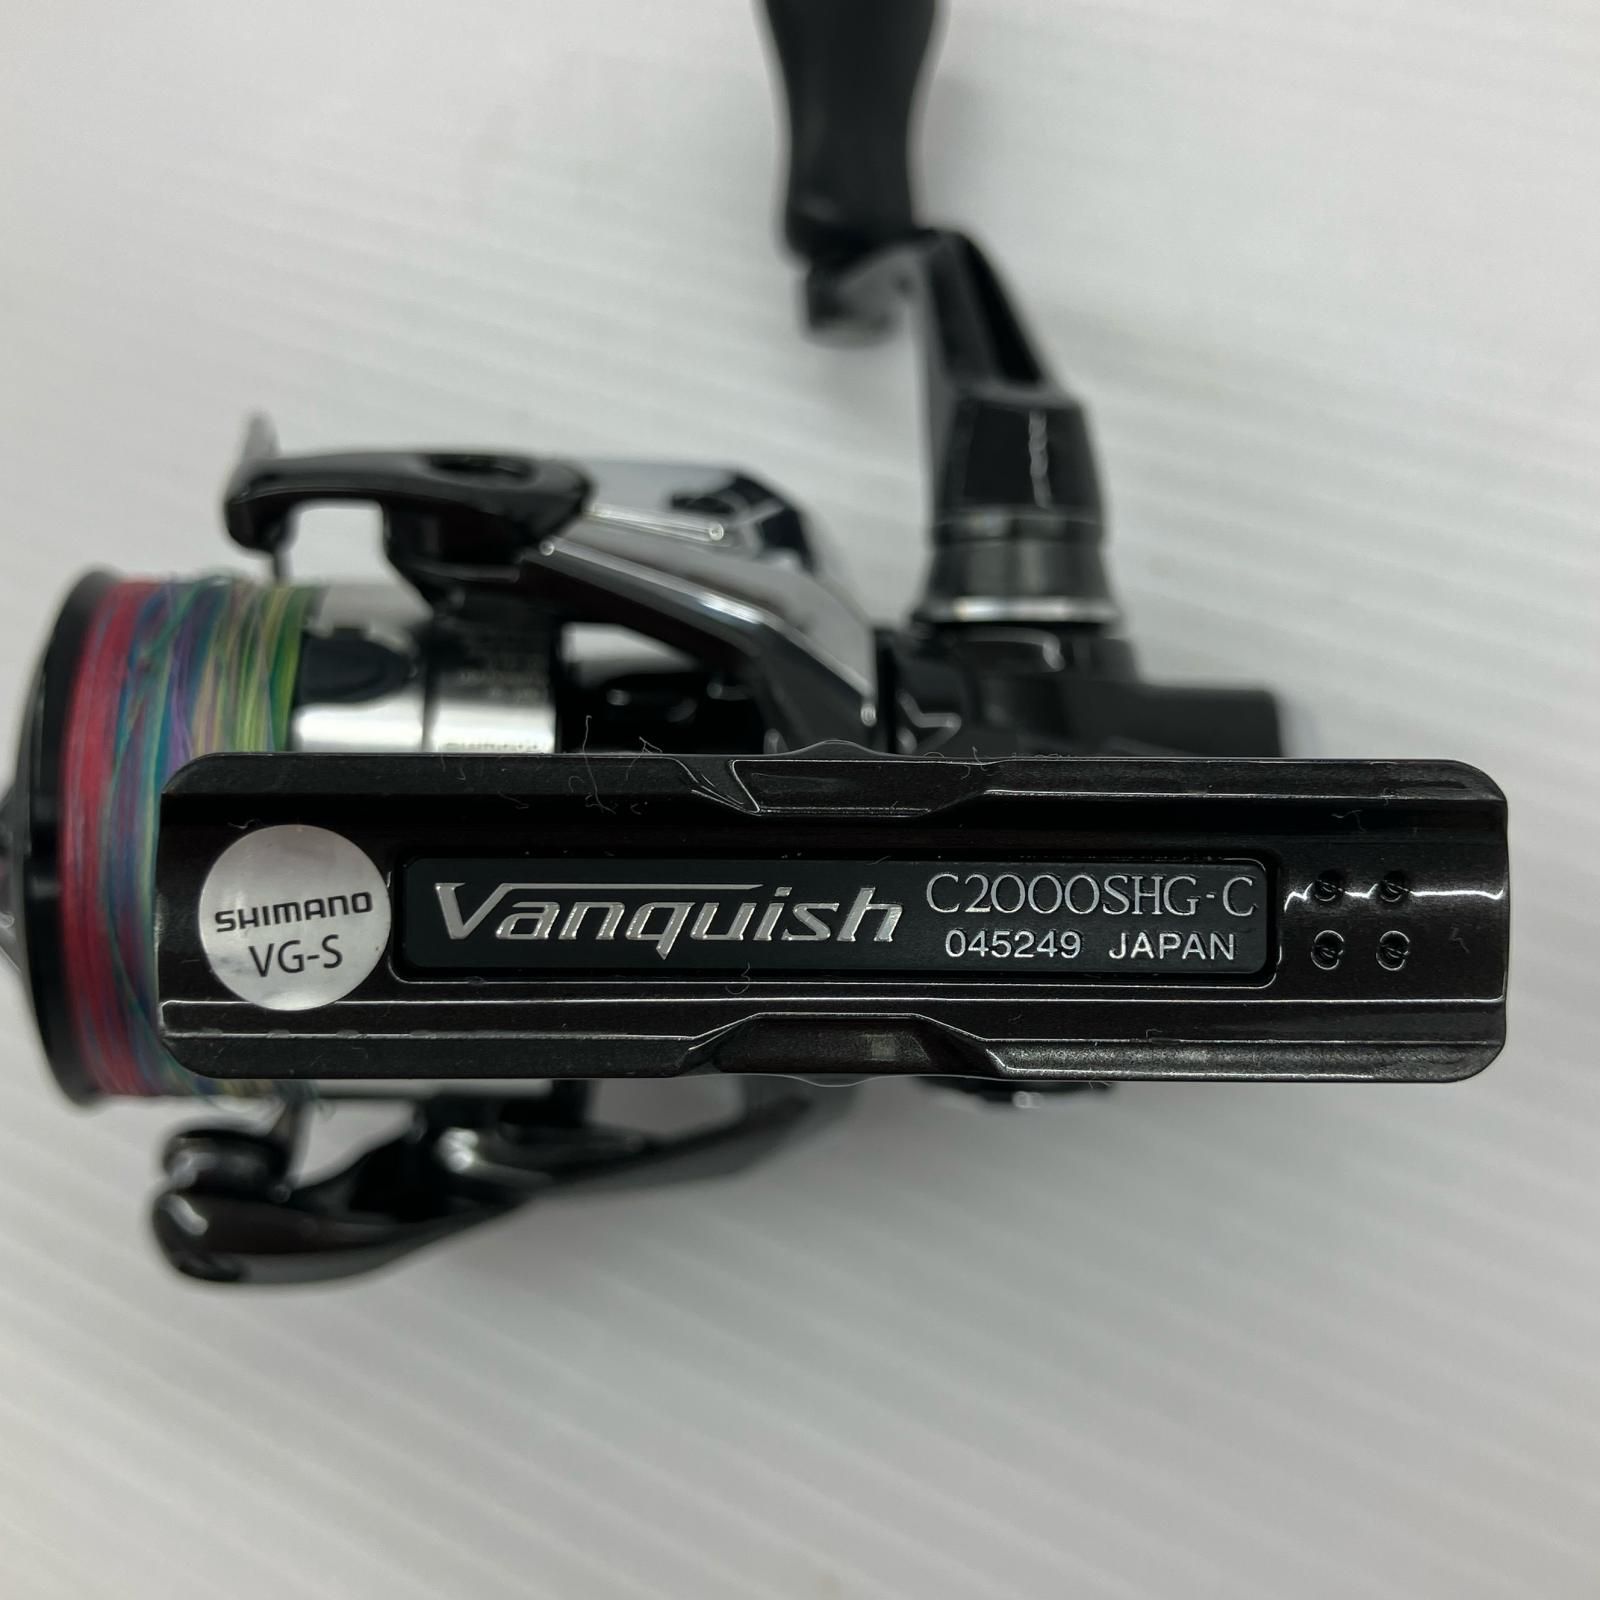 SHIMANO
VG-S
Vanquish
C2000SHG-C
045249 JAPAN